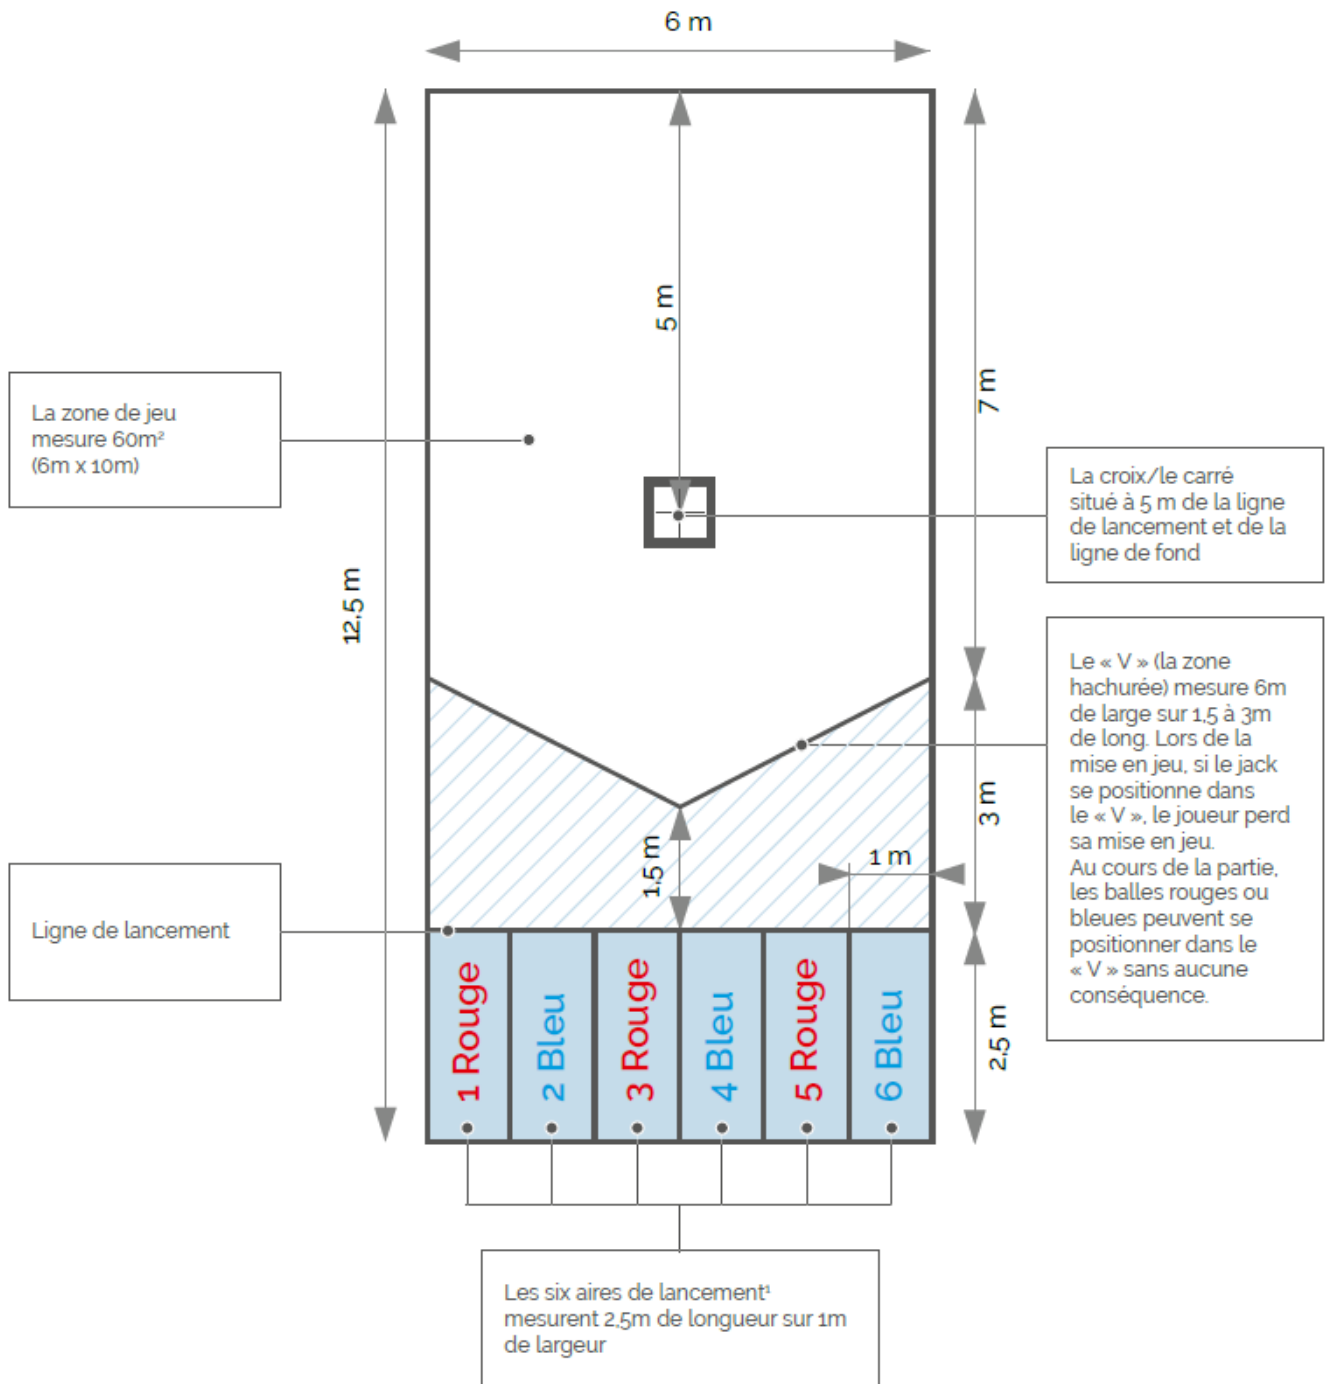 6 m
5 m
7 m
La zone de jeu
mesure 60m²
(6m x 10m)
La croix/le carré
situé à 5 m de la ligne
de lancement et de la
ligne de fond
12,5 m
Le « V » (la zone
hachurée) mesure 6m
de large sur 1,5 à 3m
de long. Lors de la
mise en jeu, si le jack
se positionne dans
le « V », le joueur perd
sa mise en jeu.
Au cours de la partie,
les balles rouges ou
bleues peuvent se
positionner dans le
« V » sans aucune
conséquence.
3 m
1,5 m
1 m
Ligne de lancement
1 Rouge
2 Bleu
3 Rouge
4 Bleu
5 Rouge
6 Bleu
2,5 m
Les six aires de lancement¹
mesurent 2,5m de longueur sur 1m
de largeur